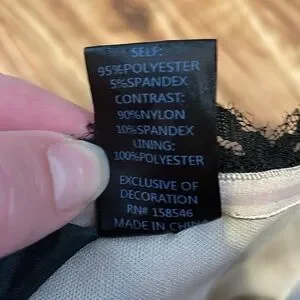 SELF:
95%POLYESTER
5%SPANDEX
CONTRAST:
90%NYLON
10%SPANDEX
LINING:
100%POLYESTER
EXCLUSIVE OF
DECORATION
RN# 158546
MADE IN CHINA